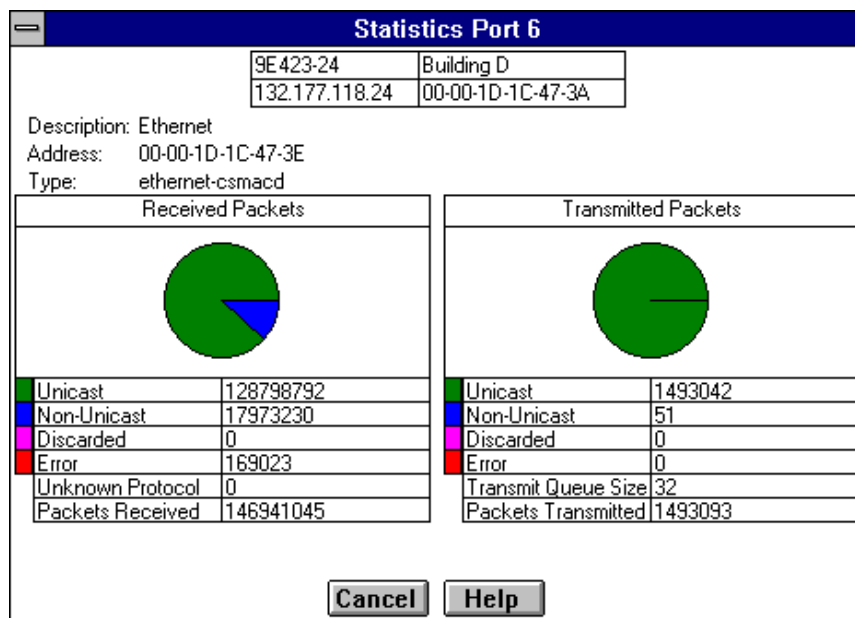 Statistics Port 6
9E423-24 Building D
132.177.118.24 00-00-1D-1C-47-3A
Description: Ethernet
Address: 00-00-1D-1C-47-3E
Type: ethernet-csmacd
Received Packets
Unicast 128798792
Non-Unicast 17973230
Discarded 0
Error 169023
Unknown Protocol 0
Packets Received 146941045
Transmitted Packets
Unicast 1493042
Non-Unicast 51
Discarded 0
Error 0
Transmit Queue Size 32
Packets Transmitted 1493093
Cancel Help